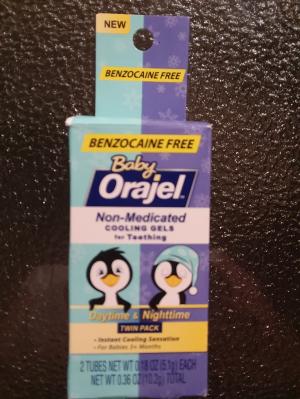 NEW
BENZOCAINE FREE
BENZOCAINE FREE
Baby
Orajel
Non-Medicated
COOLING GELS
for Teething
Daytime & Nighttime
TWIN PACK
• Instant Cooling Sensation
• For Babies 3+ Months
2 TUBES NET WT 0.18 OZ (5.1g) EACH
NET WT 0.36 OZ (10.2g) TOTAL